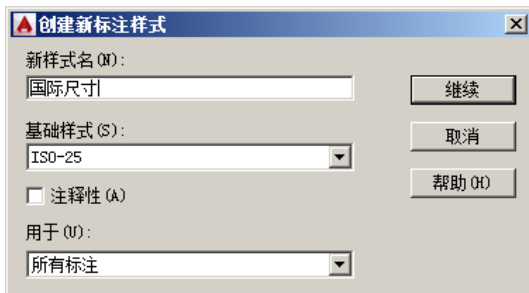 创建新标注样式
新样式名(N):
国际尺寸
继续
基础样式(S):
ISO-25
取消
注释性(A)
帮助(H)
用于(U):
所有标注